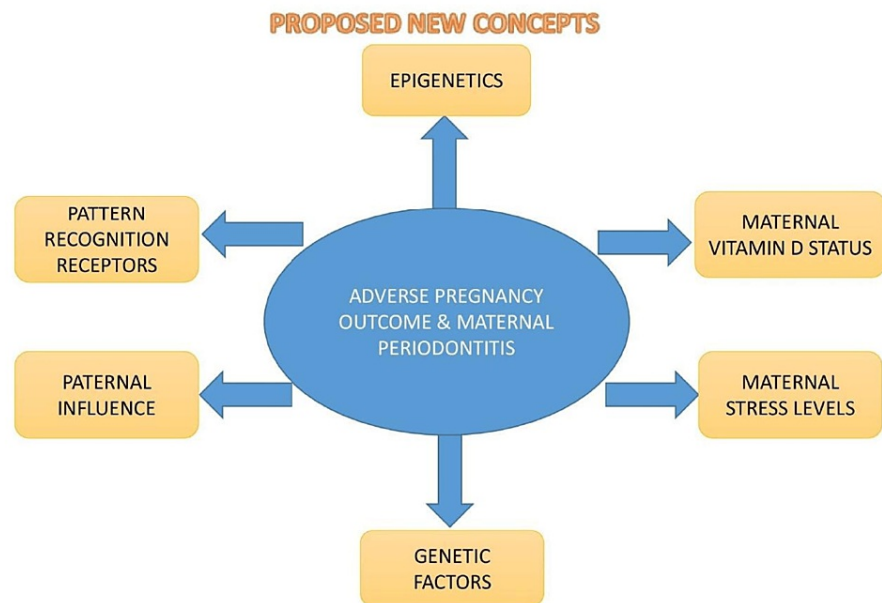 PROPOSED NEW CONCEPTS
EPIGENETICS
PATTERN
RECOGNITION
RECEPTORS
MATERNAL
VITAMIN D STATUS
ADVERSE PREGNANCY
OUTCOME & MATERNAL
PERIODONTITIS
PATERNAL
INFLUENCE
MATERNAL
STRESS LEVELS
GENETIC
FACTORS